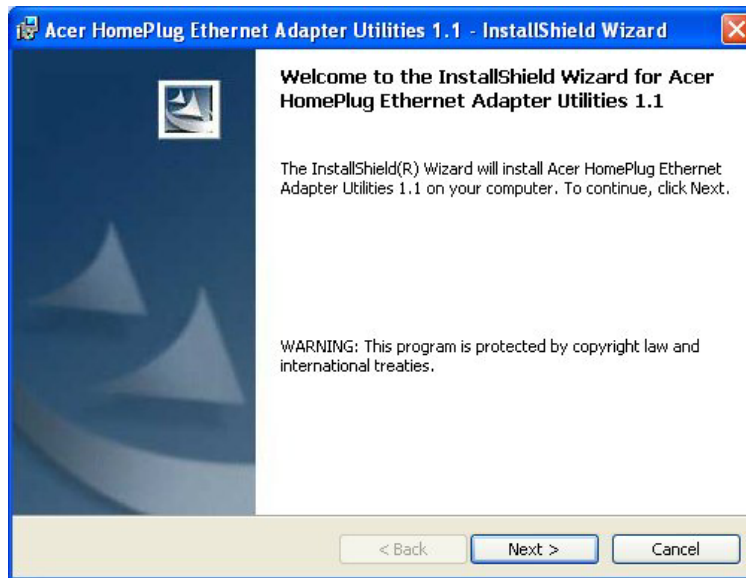 Acer HomePlug Ethernet Adapter Utilities 1.1 - InstallShield Wizard
Welcome to the InstallShield Wizard for Acer
HomePlug Ethernet Adapter Utilities 1.1
The InstallShield(R) Wizard will install Acer HomePlug Ethernet
Adapter Utilities 1.1 on your computer. To continue, click Next.
WARNING: This program is protected by copyright law and
international treaties.
< Back Next > Cancel